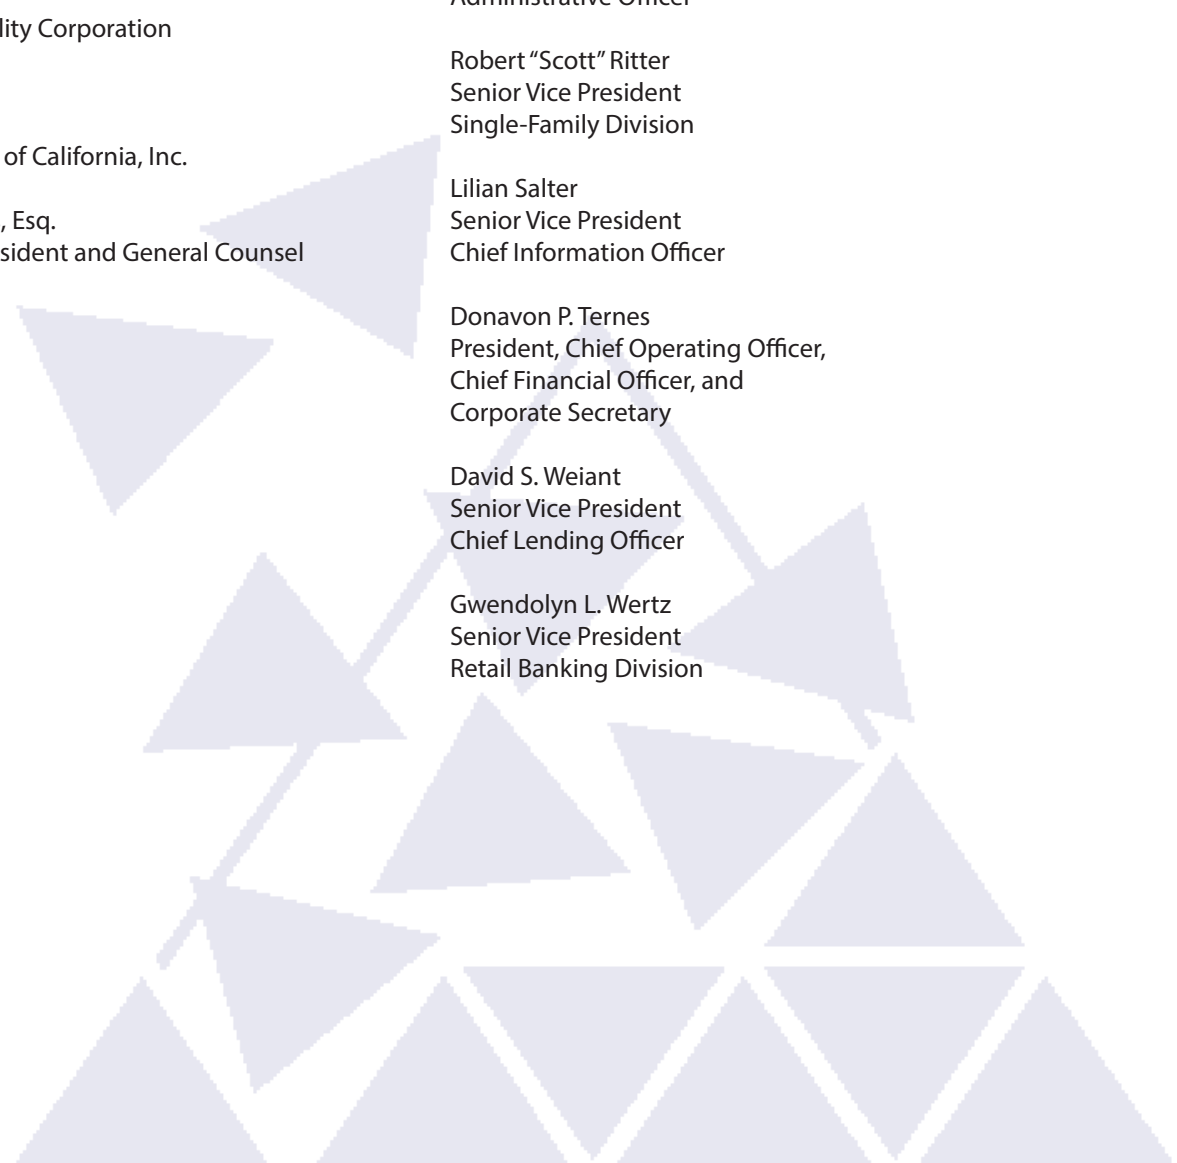 lity Corporation
of California, Inc.
, Esq.
sident and General Counsel
Administrative Officer
Robert “Scott” Ritter
Senior Vice President
Single-Family Division
Lilian Salter
Senior Vice President
Chief Information Officer
Donavon P. Ternes
President, Chief Operating Officer,
Chief Financial Officer, and
Corporate Secretary
David S. Weiant
Senior Vice President
Chief Lending Officer
Gwendolyn L. Wertz
Senior Vice President
Retail Banking Division